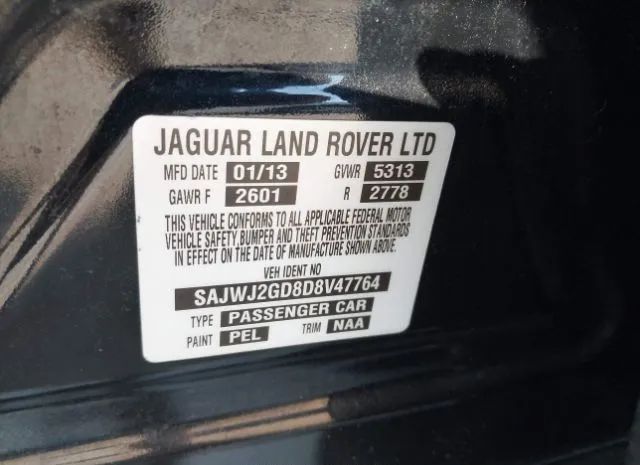 JAGUAR LAND ROVER LTD
MFD DATE 01/13 GVWR 5313
GAWR F 2601 R 2778
THIS VEHICLE CONFORMS TO ALL APPLICABLE FEDERAL MOTOR
VEHICLE SAFETY, BUMPER AND THEFT PREVENTION STANDARDS
IN EFFECT ON THE DATE OF MANUFACTURE SHOWN ABOVE.
VEH IDENT NO
SAJWJ2GD8D8V47764
TYPE PASSENGER CAR
PAINT PEL TRIM NAA